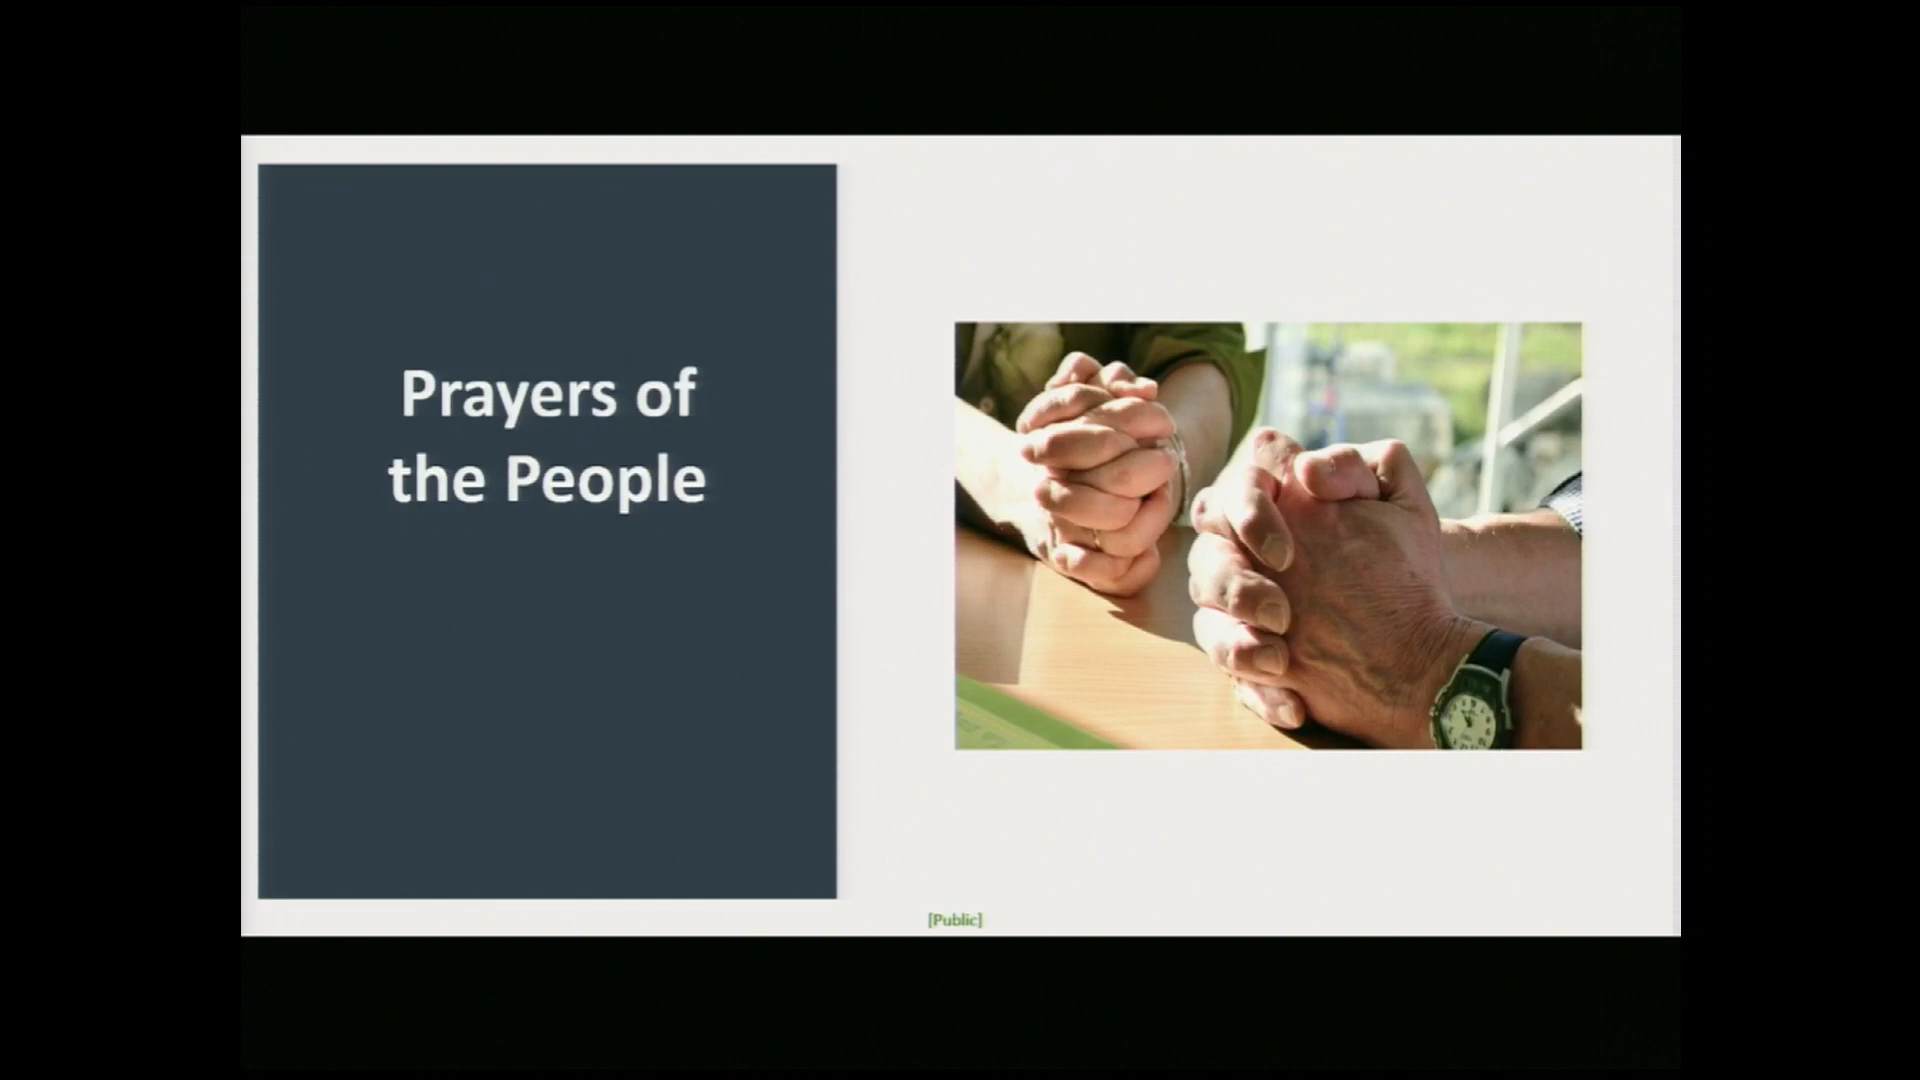 Prayers of
the People
[Public]